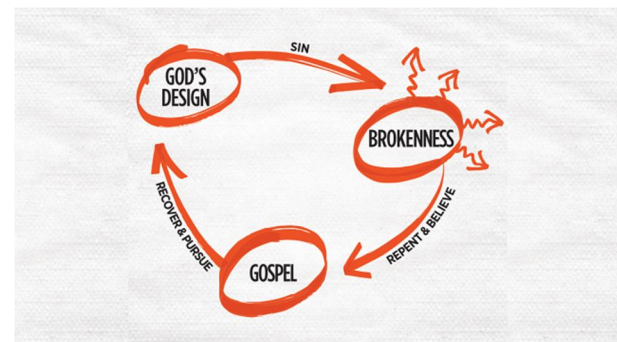 SIN
GOD'S
DESIGN
BROKENNESS
REPENT & BELIEVE
GOSPEL
RECOVER & PURSUE